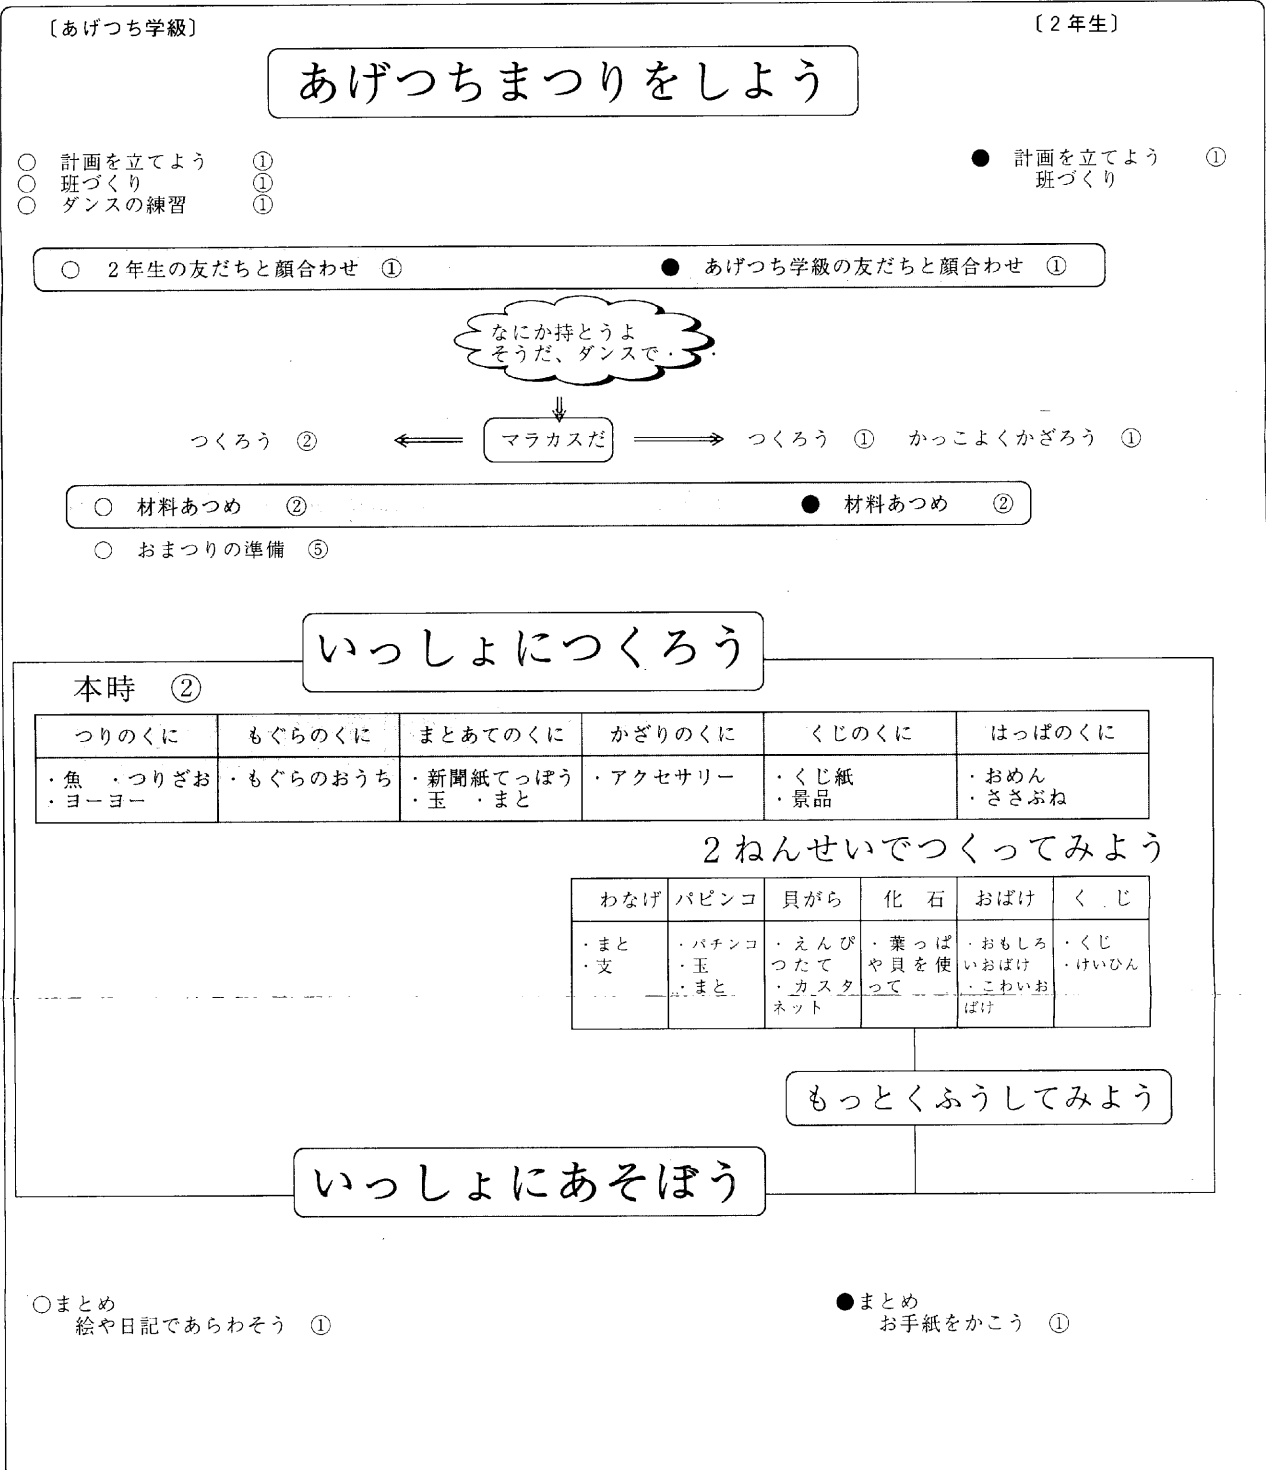 〔あげつち学級〕
〔2年生〕
あげつちまつりをしよう
○ 計画を立てよう ①
○ 班づくり ①
○ ダンスの練習 ①
● 計画を立てよう ①
班づくり
○ 2年生の友だちと顔合わせ ①
● あげつち学級の友だちと顔合わせ ①
なにか持とうよ
そうだ、ダンスで・・・
つくろう ②
マラカスだ
つくろう ① かっこよくかざろう ①
○ 材料あつめ ②
● 材料あつめ ②
○ おまつりの準備 ⑤
いっしょにつくろう
本時 ②
つりのくに もぐらのくに まとあてのくに かざりのくに くじのくに はっぱのくに
・魚 ・つりざお
・ヨーヨー
・もぐらのおうち
・新聞紙てっぽう
・玉 ・まと
・アクセサリー
・くじ紙
・景品
・おめん
・ささぶね
2ねんせいでつくってみよう
わなげ パピンコ 貝がら 化石 おばけ くじ
・まと
・支
・パチンコ
・玉
・まと
・えんぴ
つたて
・カスタ
ネット
・葉っぱ
や貝を使
って
・おもしろ
いおばけ
・こわいお
ばけ
・くじ
・けいひん
もっとくふうしてみよう
いっしょにあそぼう
○まとめ
絵や日記であらわそう ①
●まとめ
お手紙をかこう ①